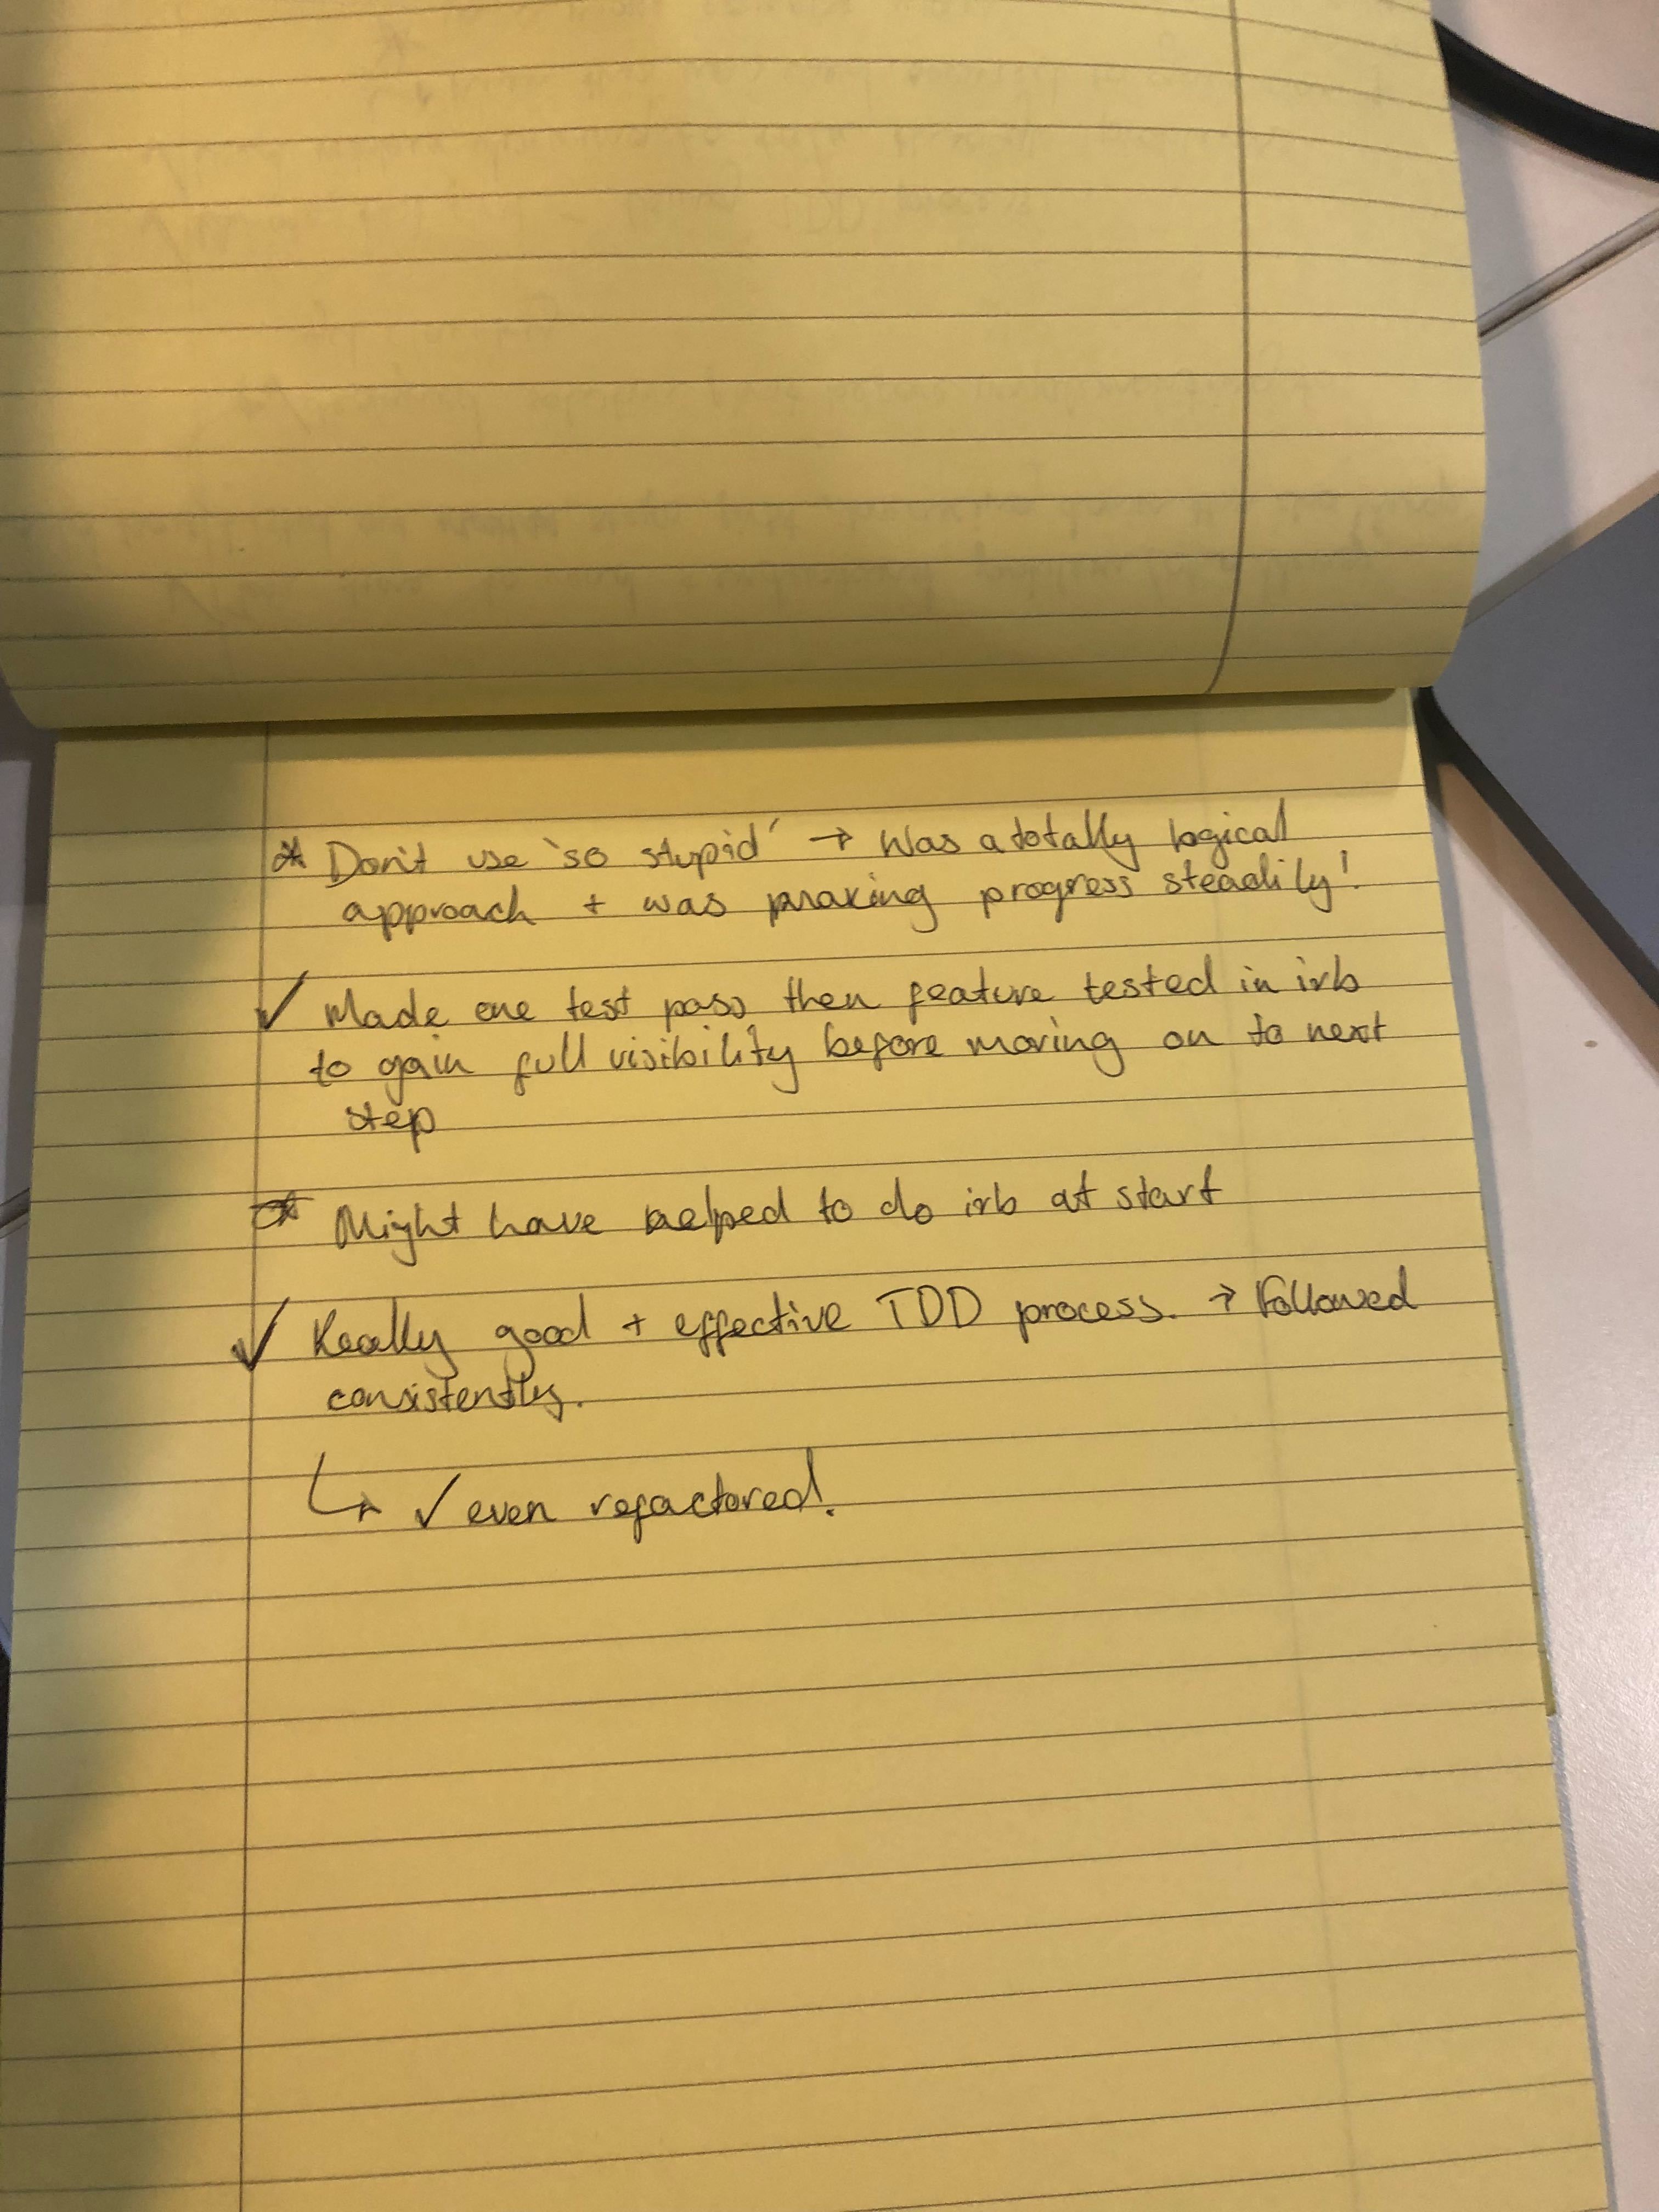 * Don't use 'so stupid' → Was a totally logical
approach + was making progress steadily!
✓ Made one test pass then feature tested in irb
to gain full visibility before moving on to next
step
* Might have helped to do irb at start
✓ Really good + effective TDD process. → Followed
consistently.
↳ ✓ even refactored!